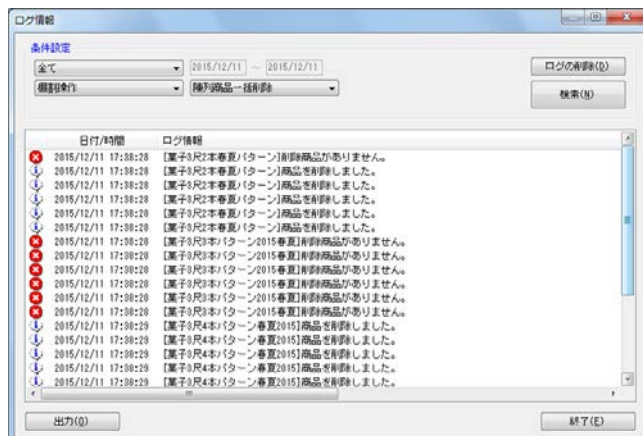 ログ情報
条件設定
全て 2015/12/11 ～ 2015/12/11 ログの削除(D)
棚割操作 陳列商品一括削除 検索(N)
日付/時間 ログ情報
2015/12/11 17:38:28 [菓子3尺2本春夏パターン]削除商品がありません。
2015/12/11 17:38:28 [菓子3尺2本春夏パターン]商品を削除しました。
2015/12/11 17:38:28 [菓子3尺2本春夏パターン]商品を削除しました。
2015/12/11 17:38:28 [菓子3尺2本春夏パターン]商品を削除しました。
2015/12/11 17:38:28 [菓子3尺2本春夏パターン]商品を削除しました。
2015/12/11 17:38:28 [菓子3尺2本春夏パターン]商品を削除しました。
2015/12/11 17:38:28 [菓子3尺3本パターン2015春夏]削除商品がありません。
2015/12/11 17:38:28 [菓子3尺3本パターン2015春夏]削除商品がありません。
2015/12/11 17:38:28 [菓子3尺3本パターン2015春夏]削除商品がありません。
2015/12/11 17:38:28 [菓子3尺3本パターン2015春夏]削除商品がありません。
2015/12/11 17:38:28 [菓子3尺3本パターン2015春夏]削除商品がありません。
2015/12/11 17:38:28 [菓子3尺3本パターン2015春夏]削除商品がありません。
2015/12/11 17:38:29 [菓子3尺4本パターン春夏2015]商品を削除しました。
2015/12/11 17:38:29 [菓子3尺4本パターン春夏2015]商品を削除しました。
2015/12/11 17:38:29 [菓子3尺4本パターン春夏2015]商品を削除しました。
2015/12/11 17:38:29 [菓子3尺4本パターン春夏2015]商品を削除しました。
2015/12/11 17:38:29 [菓子3尺4本パターン春夏2015]商品を削除しました。
出力(O) 終了(E)